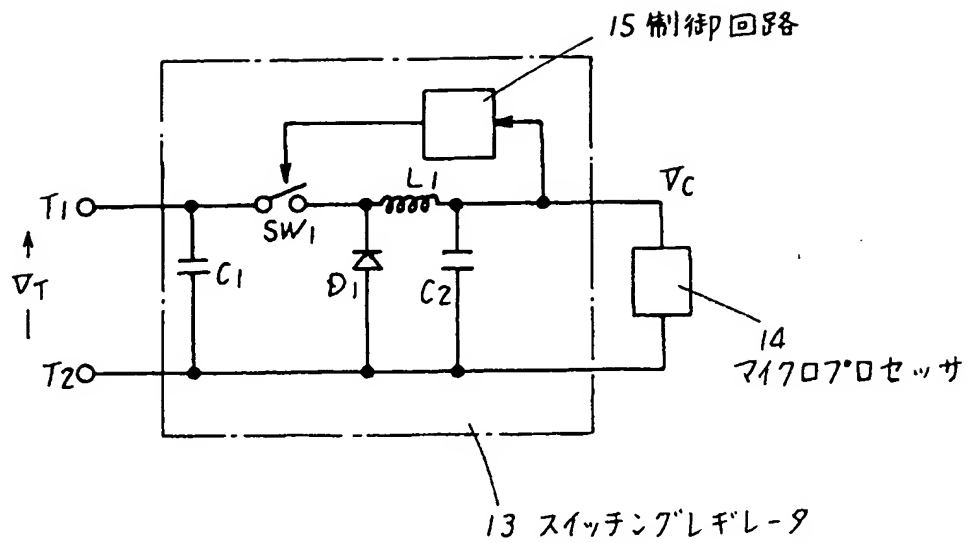 15 制御回路
L1
VC
T1
SW1
C1
D1
C2
VT
T2
14
マイクロプロセッサ
13 スイッチングレギレータ